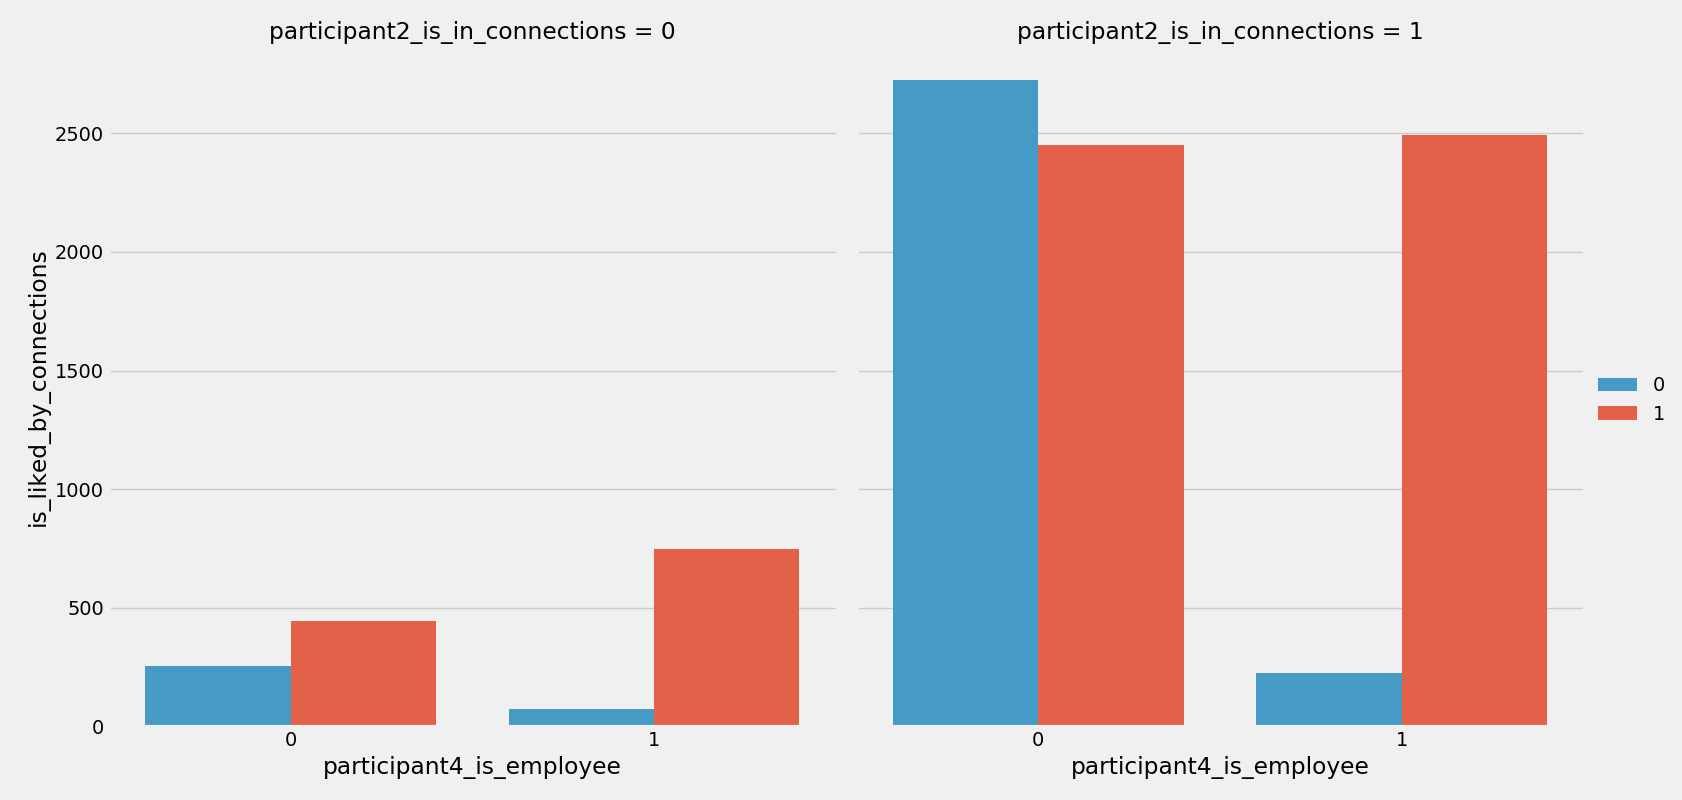 participant2_is_in_connections = 0
participant2_is_in_connections = 1
is_liked_by_connections
2500
2000
1500
1000
500
0
0
1
0
1
participant4_is_employee
participant4_is_employee
0
1